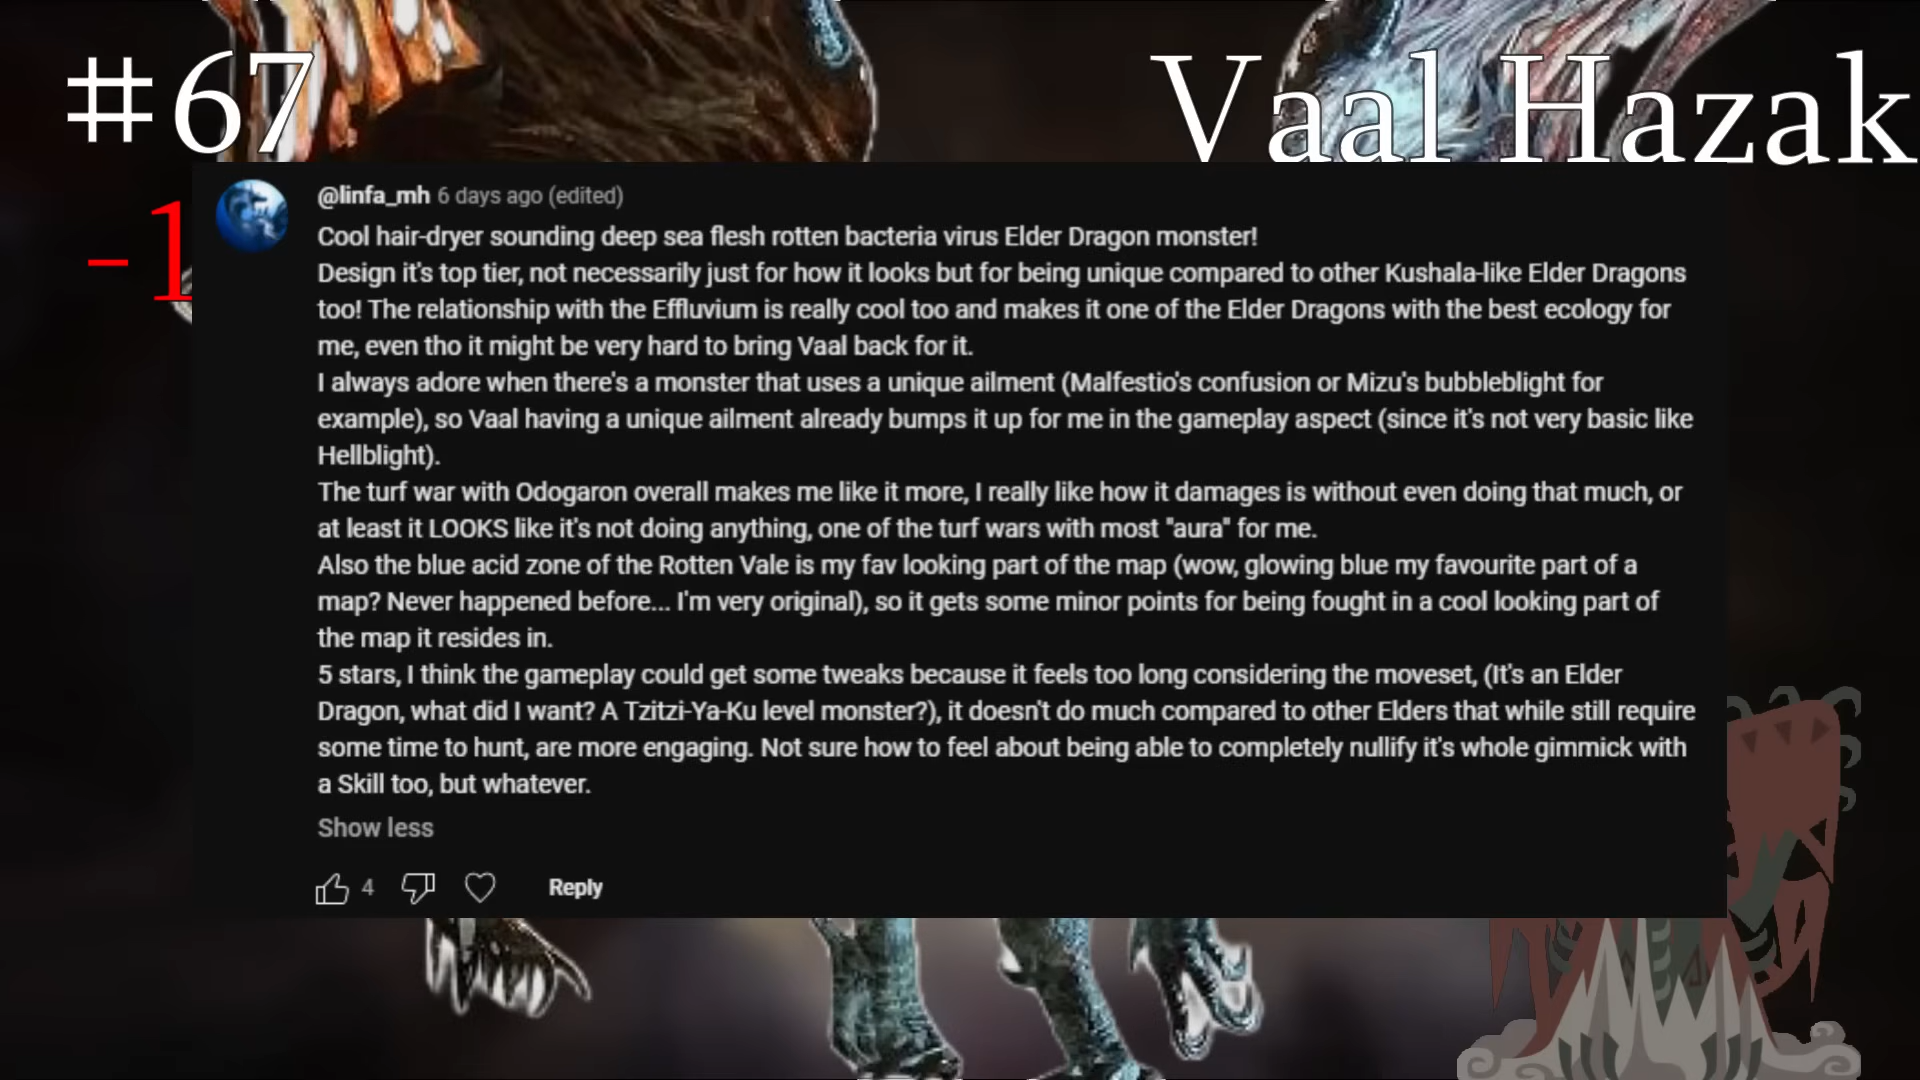 #67
Vaal Hazak
-1
@linfa_mh 6 days ago (edited)
Cool hair-dryer sounding deep sea flesh rotten bacteria virus Elder Dragon monster!
Design it's top tier, not necessarily just for how it looks but for being unique compared to other Kushala-like Elder Dragons
too! The relationship with the Effluvium is really cool too and makes it one of the Elder Dragons with the best ecology for
me, even tho it might be very hard to bring Vaal back for it.
I always adore when there's a monster that uses a unique ailment (Malfestio's confusion or Mizu's bubbleblight for
example), so Vaal having a unique ailment already bumps it up for me in the gameplay aspect (since it's not very basic like
Hellblight).
The turf war with Odogaron overall makes me like it more, I really like how it damages is without even doing that much, or
at least it LOOKS like it's not doing anything, one of the turf wars with most "aura" for me.
Also the blue acid zone of the Rotten Vale is my fav looking part of the map (wow, glowing blue my favourite part of a
map? Never happened before... I'm very original), so it gets some minor points for being fought in a cool looking part of
the map it resides in.
5 stars, I think the gameplay could get some tweaks because it feels too long considering the moveset, (It's an Elder
Dragon, what did I want? A Tzitzi-Ya-Ku level monster?), it doesn't do much compared to other Elders that while still require
some time to hunt, are more engaging. Not sure how to feel about being able to completely nullify it's whole gimmick with
a Skill too, but whatever.
Show less
4
Reply